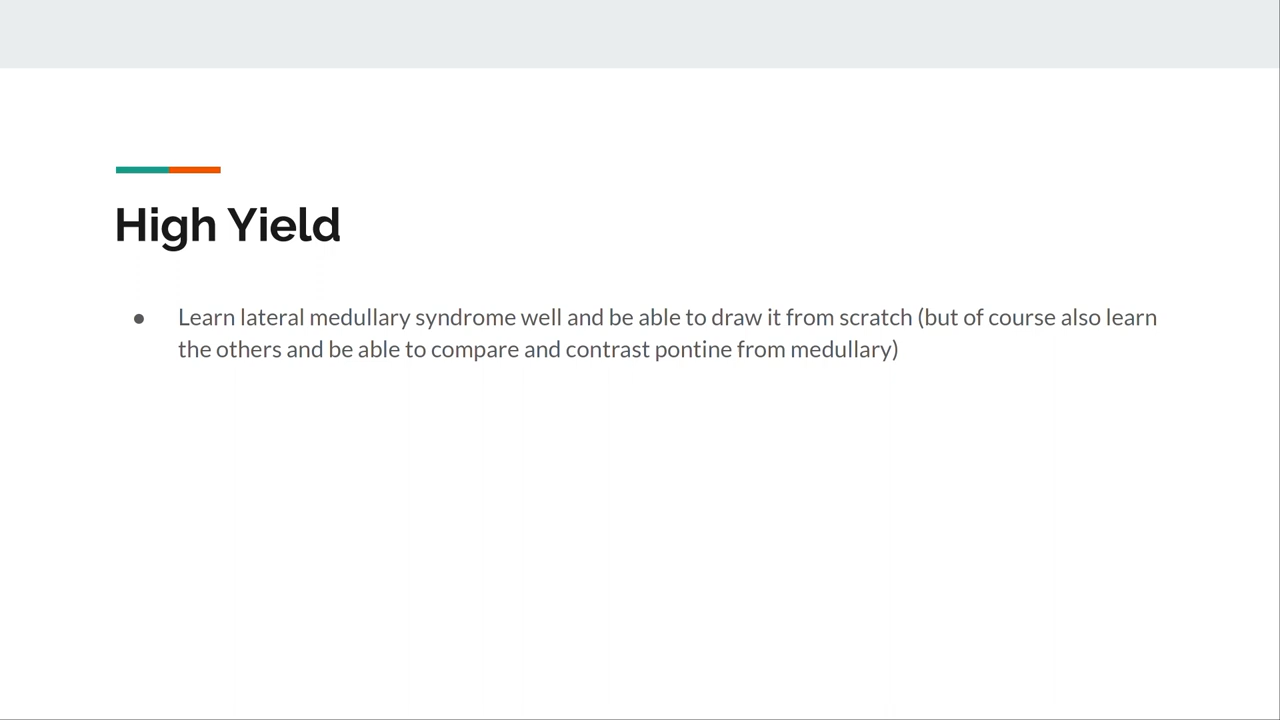 High Yield
● Learn lateral medullary syndrome well and be able to draw it from scratch (but of course also learn
the others and be able to compare and contrast pontine from medullary)